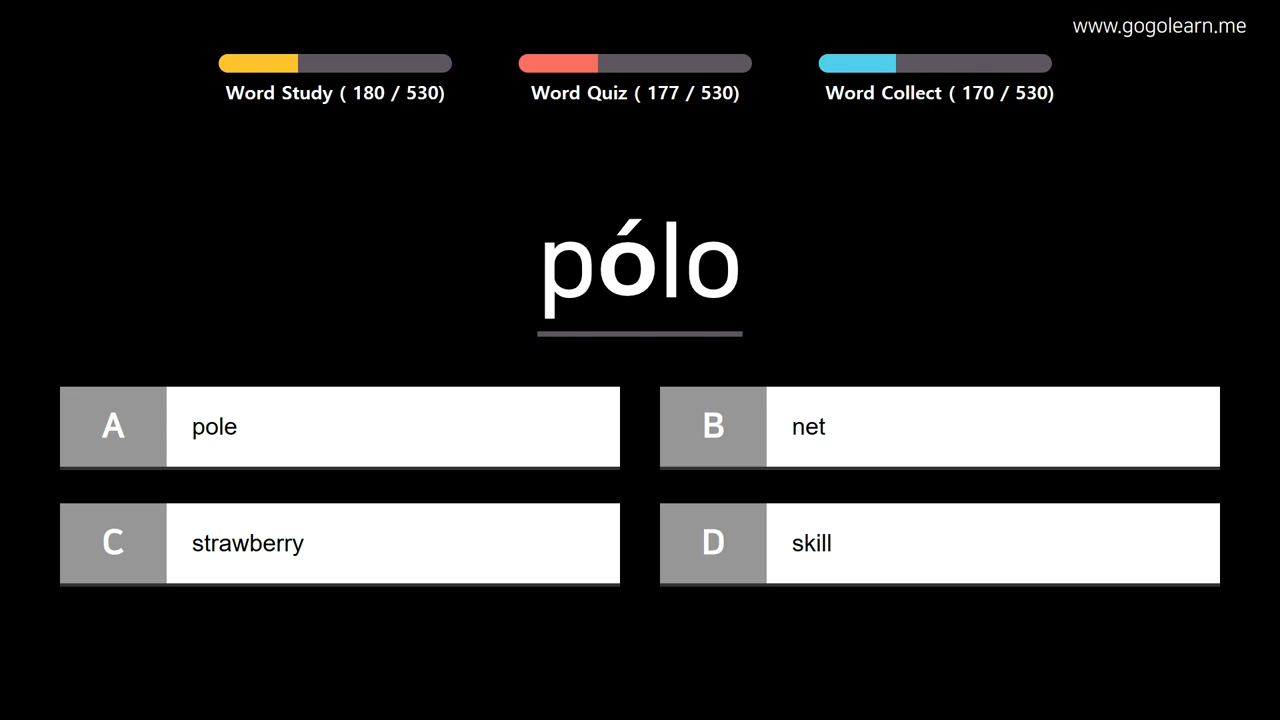 www.gogolearn.me
Word Study ( 180 / 530)
Word Quiz ( 177 / 530)
Word Collect ( 170 / 530)
pólo
A pole
B net
C strawberry
D skill